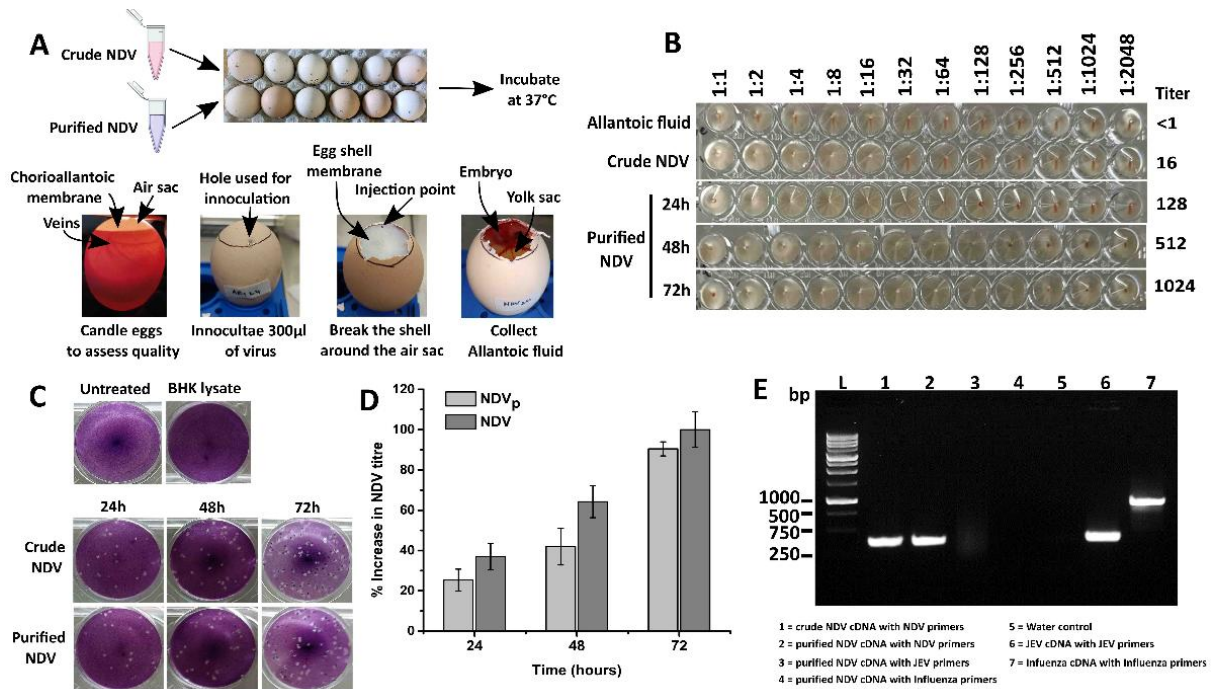 A
Crude NDV
Purified NDV
Incubate
at 37°C
Chorioallantoic
membrane
Air sac
Veins
Hole used for
innoculation
Egg shell
membrane
Injection point
Embryo
Yolk sac
Candle eggs
to assess quality
Innocultae 300µl
of virus
Break the shell
around the air sac
Collect
Allantoic fluid
B
1:1 1:2 1:4 1:8 1:16 1:32 1:64 1:128 1:256 1:512 1:1024 1:2048
Titer
Allantoic fluid <1
Crude NDV 16
Purified
NDV
24h 128
48h 512
72h 1024
C
Untreated BHK lysate
24h 48h 72h
Crude
NDV
Purified
NDV
D
% Increase in NDV titre
120
100
80
60
40
20
0
NDVp
NDV
24 48 72
Time (hours)
E
bp L 1 2 3 4 5 6 7
1000
500
750
250
1 = crude NDV cDNA with NDV primers
2 = purified NDV cDNA with NDV primers
3 = purified NDV cDNA with JEV primers
4 = purified NDV cDNA with Influenza primers
5 = Water control
6 = JEV cDNA with JEV primers
7 = Infuenza cDNA with Influenza primers